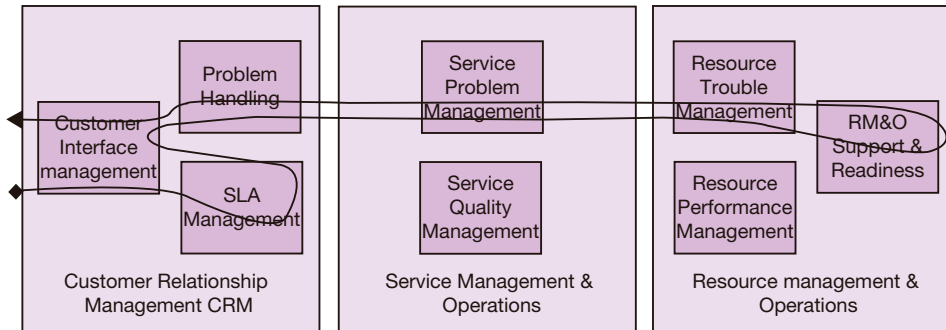 Problem
Handling
Customer
Interface
management
SLA
Management
Customer Relationship
Management CRM
Service
Problem
Management
Service
Quality
Management
Service Management &
Operations
Resource
Trouble
Management
RM&O
Support &
Readiness
Resource
Performance
Management
Resource management &
Operations